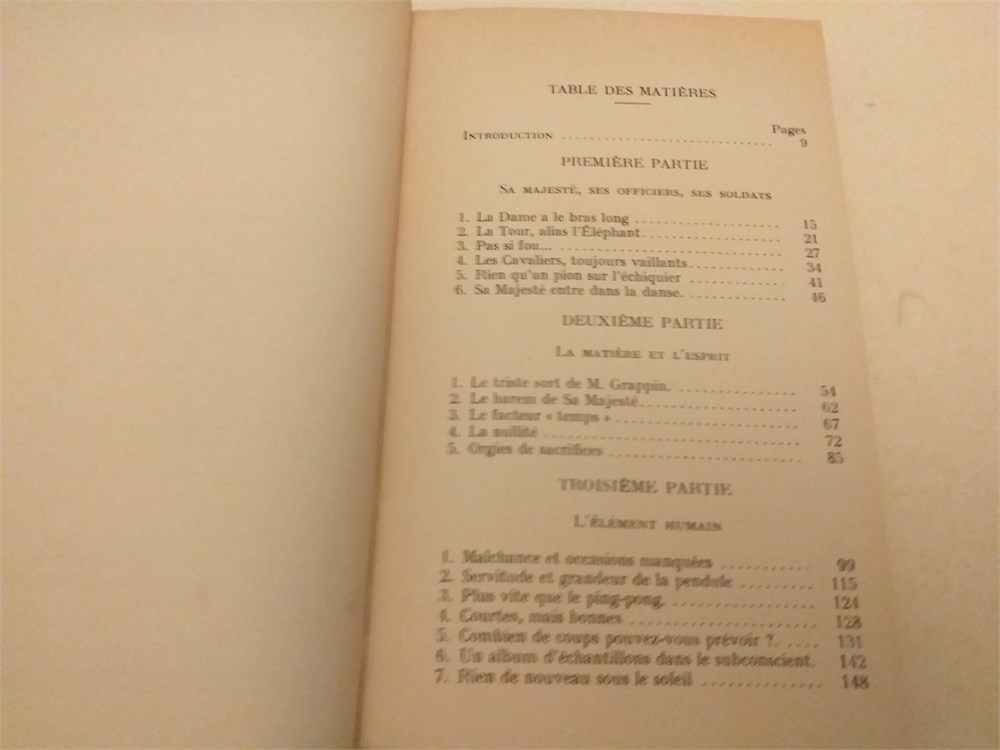 TABLE DES MATIÈRES
Pages
INTRODUCTION .......... 9
PREMIÈRE PARTIE
SA MAJESTÉ, SES OFFICIERS, SES SOLDATS
1. La Dame a le bras long .......... 15
2. La Tour, alias l'Éléphant .......... 21
3. Pas si fou... .......... 27
4. Les Cavaliers, toujours vaillants .......... 34
5. Rien qu'un pion sur l'échiquier .......... 41
6. Sa Majesté entre dans la danse. .......... 46
DEUXIÈME PARTIE
LA MATIÈRE ET L'ESPRIT
1. Le triste sort de M. Grappin. .......... 54
2. Le harem de Sa Majesté .......... 62
3. Le facteur « temps » .......... 67
4. La nullité .......... 72
5. Orgies de sacrifices .......... 85
TROISIÈME PARTIE
L'ÉLÉMENT HUMAIN
1. Malchance et occasions manquées .......... 99
2. Servitude et grandeur de la pendule .......... 115
3. Plus vite que le ping-pong. .......... 124
4. Courtes, mais bonnes .......... 128
5. Combien de coups pouvez-vous prévoir ?. .... 131
6. Un album d'échantillons dans le subconscient. 142
7. Rien de nouveau sous le soleil .......... 148